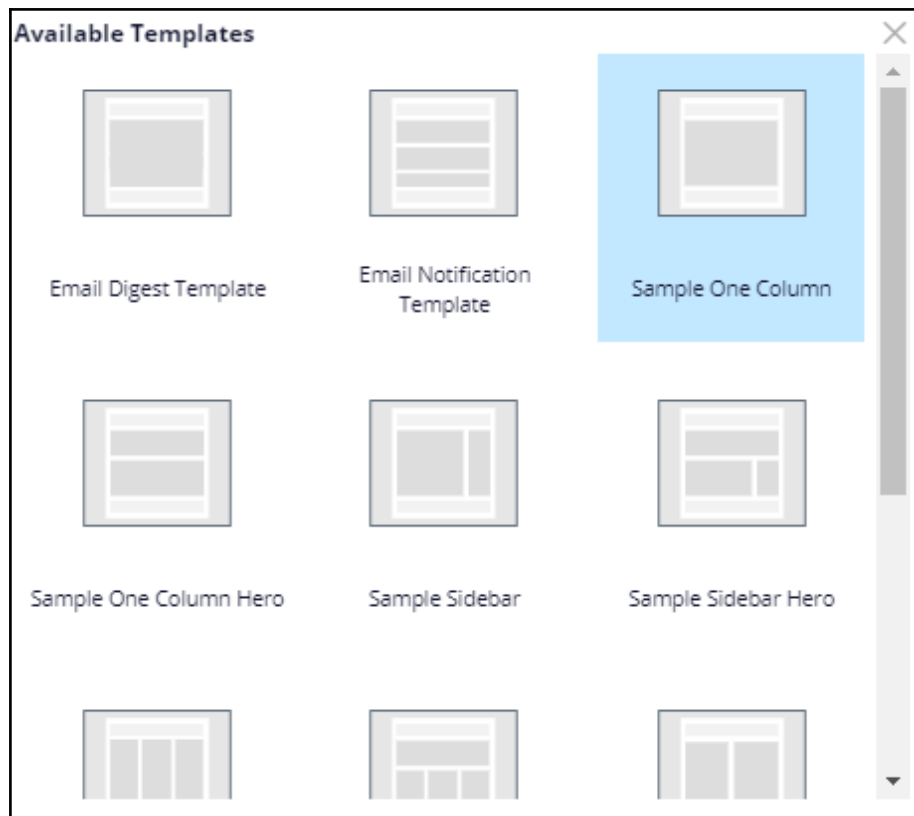 Available Templates
Email Digest Template
Email Notification
Template
Sample One Column
Sample One Column Hero
Sample Sidebar
Sample Sidebar Hero